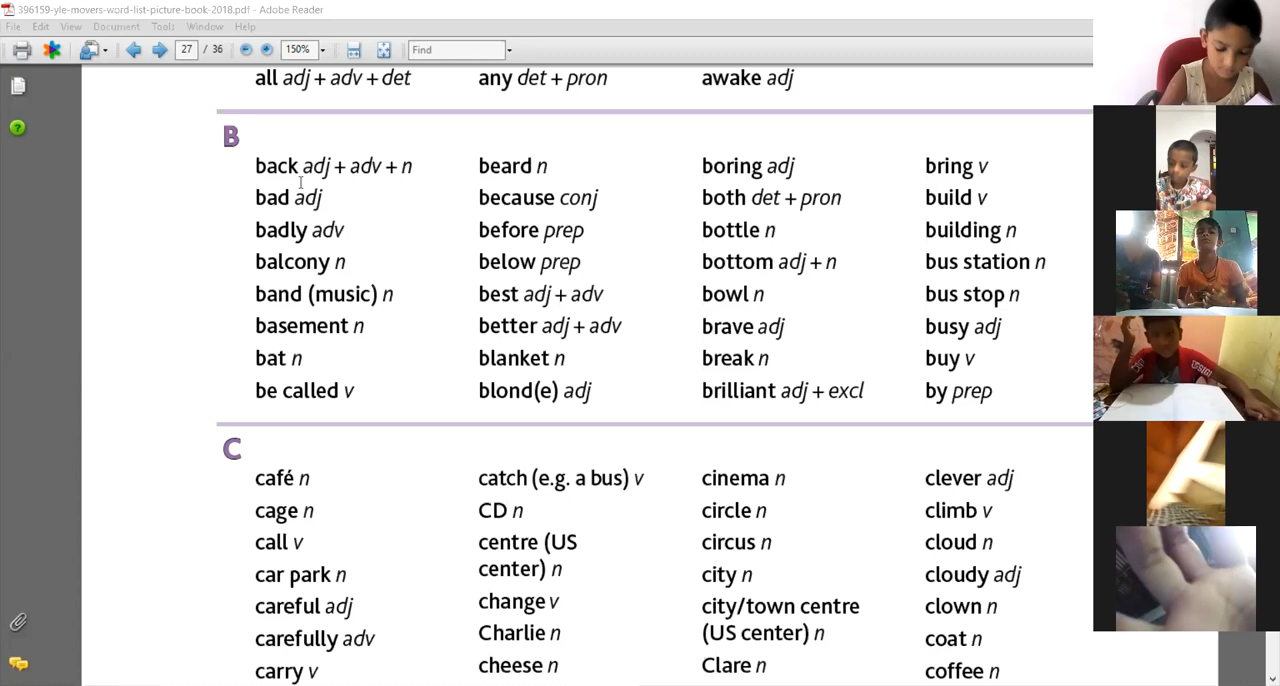 396159-yle-movers-word-list-picture-book-2018.pdf - Adobe Reader
File Edit View Document Tools Window Help
27 / 36 150% Find
all adj + adv + det any det + pron awake adj
B
back adj + adv + n beard n boring adj bring v
bad adj because conj both det + pron build v
badly adv before prep bottle n building n
balcony n below prep bottom adj + n bus station n
band (music) n best adj + adv bowl n bus stop n
basement n better adj + adv brave adj busy adj
bat n blanket n break n buy v
be called v blond(e) adj brilliant adj + excl by prep
C
café n catch (e.g. a bus) v cinema n clever adj
cage n CD n circle n climb v
call v centre (US circus n cloud n
car park n center) n city n cloudy adj
careful adj change v city/town centre clown n
carefully adv Charlie n (US center) n coat n
carry v cheese n Clare n coffee n